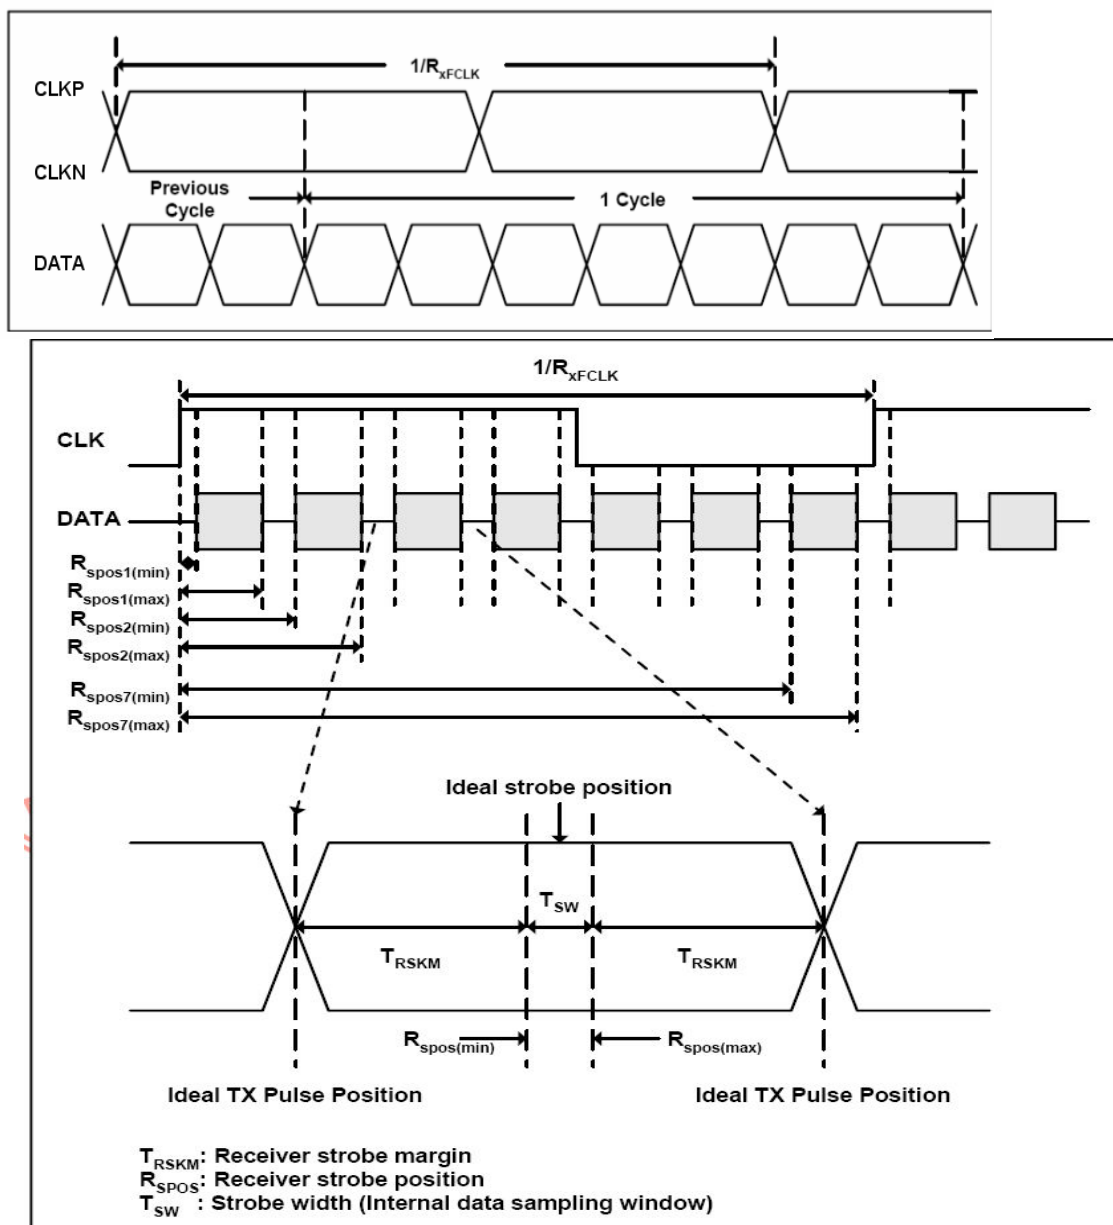 1/RxFCLK
CLKP
CLKN
Previous
Cycle
1 Cycle
DATA
1/RxFCLK
CLK
DATA
Rspos1(min)
Rspos1(max)
Rspos2(min)
Rspos2(max)
Rspos7(min)
Rspos7(max)
Ideal strobe position
TSW
TRSKM
TRSKM
Rspos(min)
Rspos(max)
Ideal TX Pulse Position
Ideal TX Pulse Position
TRSKM: Receiver strobe margin
RSPOS: Receiver strobe position
TSW : Strobe width (Internal data sampling window)